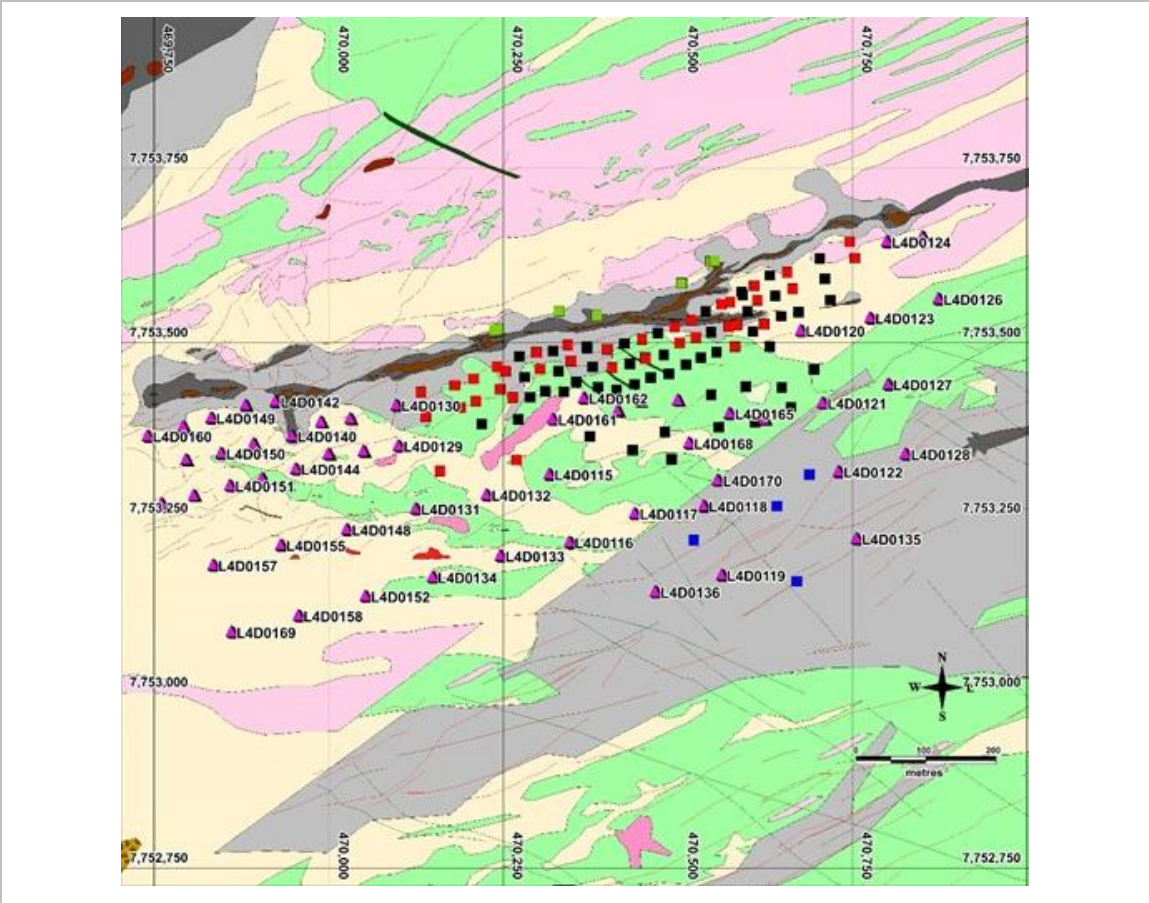 469,750
470,000
470,250
470,500
470,750
7,753,750
7,753,750
L4D0124
L4D0126
L4D0123
7,753,500
L4D0120
7,753,500
L4D0127
L4D0142
L4D0130
L4D0162
L4D0121
L4D0149
L4D0161
L4D0165
L4D0160
L4D0140
L4D0129
L4D0168
L4D0150
L4D0128
L4D0144
L4D0115
L4D0122
L4D0151
L4D0170
L4D0132
7,753,250
L4D0131
L4D0117
L4D0118
7,753,250
L4D0148
L4D0155
L4D0116
L4D0135
L4D0133
L4D0157
L4D0134
L4D0119
L4D0152
L4D0136
L4D0158
L4D0169
N
7,753,000
W
E
7,753,000
S
0 100 200
metres
7,752,750
7,752,750
470,000
470,250
470,500
470,750